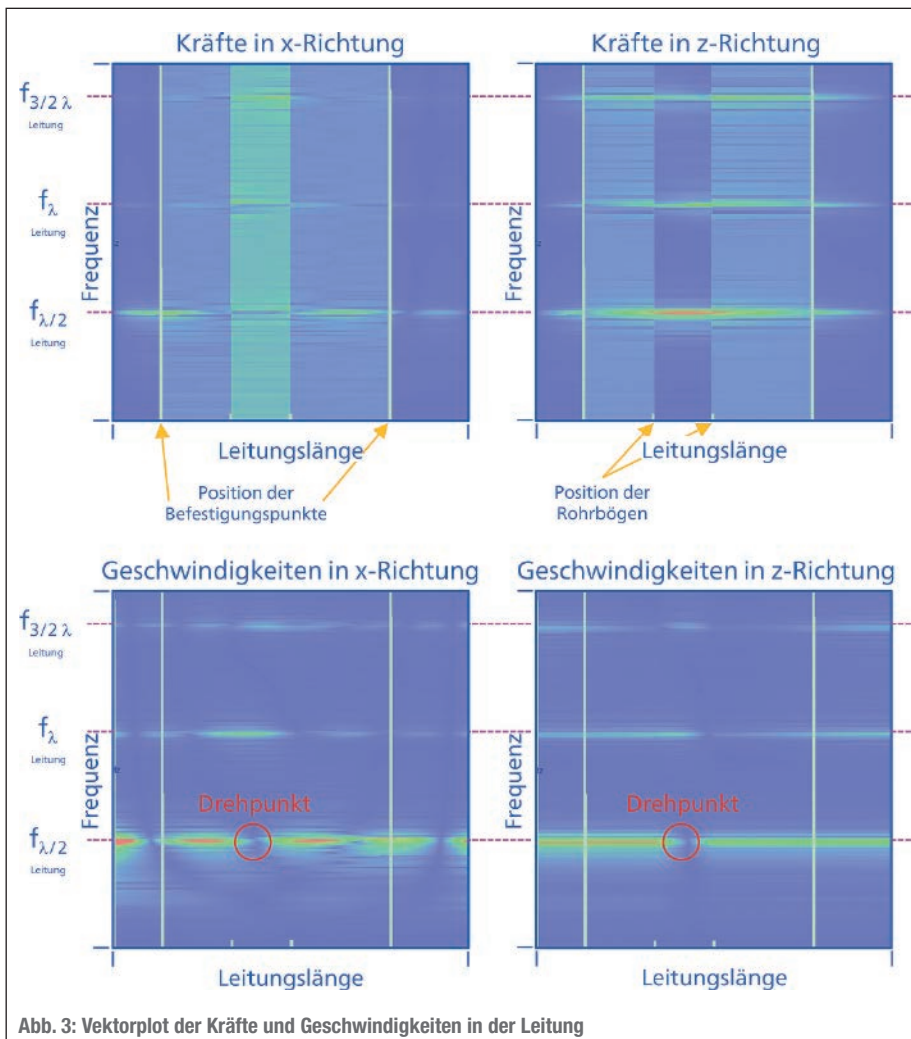 Kräfte in x-Richtung
Kräfte in z-Richtung
f3/2 λ
Leitung
fλ
Leitung
fλ/2
Leitung
Frequenz
Frequenz
Leitungslänge
Leitungslänge
Position der
Befestigungspunkte
Position der
Rohrbögen
Geschwindigkeiten in x-Richtung
Geschwindigkeiten in z-Richtung
f3/2 λ
Leitung
fλ
Leitung
fλ/2
Leitung
Frequenz
Frequenz
Drehpunkt
Drehpunkt
Leitungslänge
Leitungslänge
Abb. 3: Vektorplot der Kräfte und Geschwindigkeiten in der Leitung